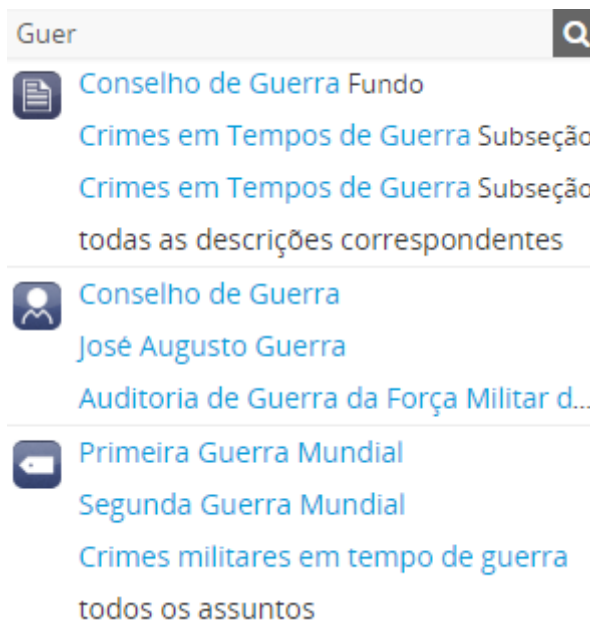 Guer
Conselho de Guerra Fundo
Crimes em Tempos de Guerra Subseção
Crimes em Tempos de Guerra Subseção
todas as descrições correspondentes
Conselho de Guerra
José Augusto Guerra
Auditoria de Guerra da Força Militar d...
Primeira Guerra Mundial
Segunda Guerra Mundial
Crimes militares em tempo de guerra
todos os assuntos